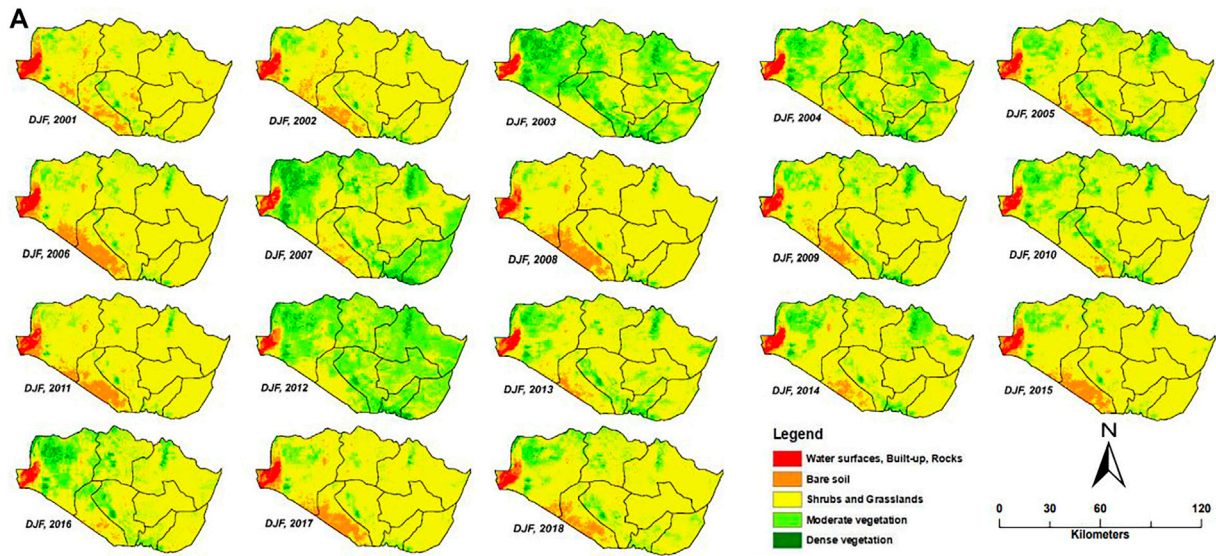 A
DJF, 2001
DJF, 2002
DJF, 2003
DJF, 2004
DJF, 2005
DJF, 2006
DJF, 2007
DJF, 2008
DJF, 2009
DJF, 2010
DJF, 2011
DJF, 2012
DJF, 2013
DJF, 2014
DJF, 2015
DJF, 2016
DJF, 2017
DJF, 2018
Legend
Water surfaces, Built-up, Rocks
Bare soil
Shrubs and Grasslands
Moderate vegetation
Dense vegetation
N
0 30 60 120
Kilometers